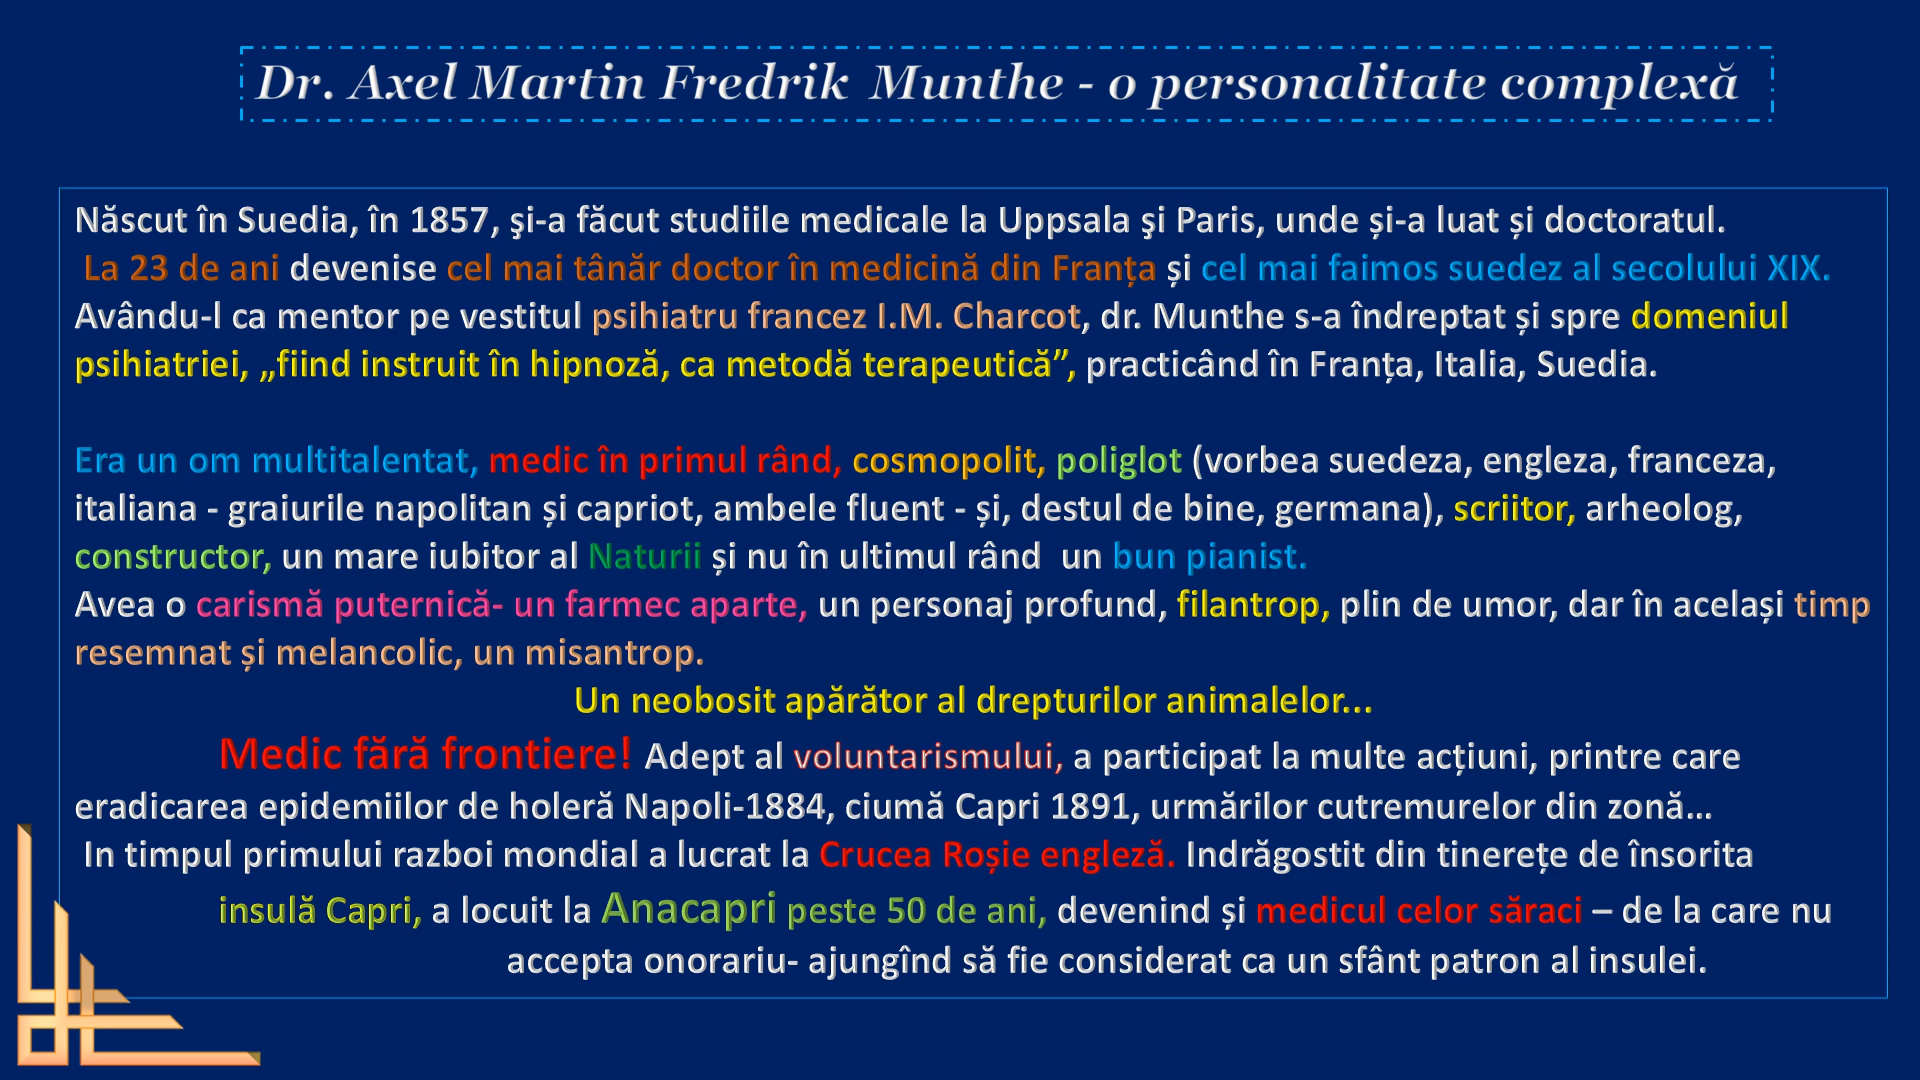 Dr. Axel Martin Fredrik Munthe - o personalitate complexă
Născut în Suedia, în 1857, şi-a făcut studiile medicale la Uppsala şi Paris, unde și-a luat și doctoratul.
La 23 de ani devenise cel mai tânăr doctor în medicină din Franța și cel mai faimos suedez al secolului XIX.
Avându-l ca mentor pe vestitul psihiatru francez I.M. Charcot, dr. Munthe s-a îndreptat și spre domeniul
psihiatriei, „fiind instruit în hipnoză, ca metodă terapeutică”, practicând în Franța, Italia, Suedia.
Era un om multitalentat, medic în primul rând, cosmopolit, poliglot (vorbea suedeza, engleza, franceza,
italiana - graiurile napolitan și capriot, ambele fluent - și, destul de bine, germana), scriitor, arheolog,
constructor, un mare iubitor al Naturii și nu în ultimul rând un bun pianist.
Avea o carismă puternică- un farmec aparte, un personaj profund, filantrop, plin de umor, dar în același timp
resemnat și melancolic, un misantrop.
Un neobosit apărător al drepturilor animalelor...
Medic fără frontiere! Adept al voluntarismului, a participat la multe acțiuni, printre care
eradicarea epidemiilor de holeră Napoli-1884, ciumă Capri 1891, urmărilor cutremurelor din zonă…
In timpul primului razboi mondial a lucrat la Crucea Roșie engleză. Indrăgostit din tinerețe de însorita
insulă Capri, a locuit la Anacapri peste 50 de ani, devenind și medicul celor săraci – de la care nu
accepta onorariu- ajungînd să fie considerat ca un sfânt patron al insulei.